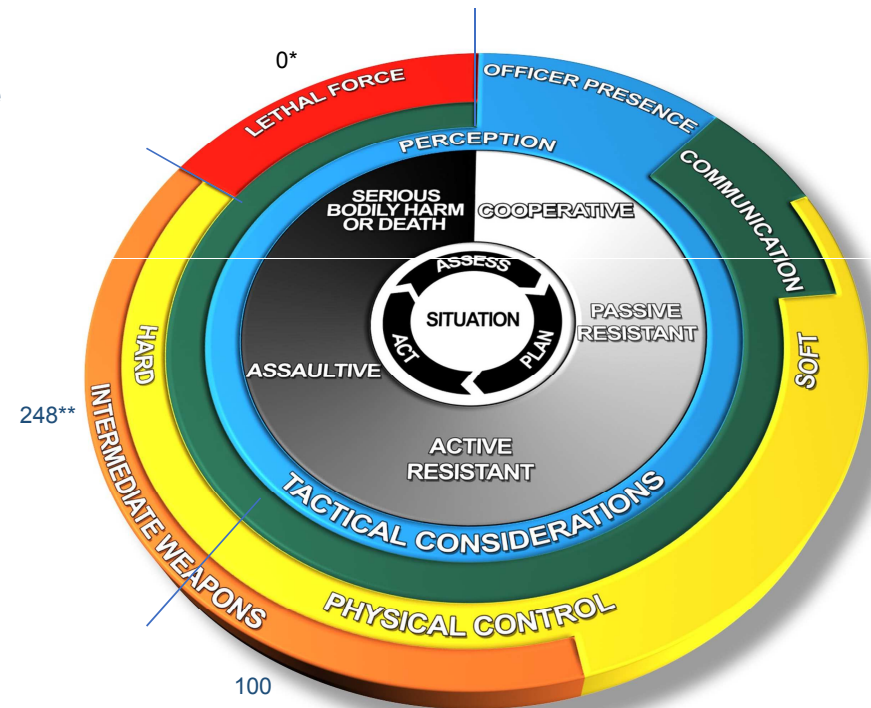 0*
LETHAL FORCE
OFFICER PRESENCE
PERCEPTION
COMMUNICATION
SERIOUS
BODILY HARM
OR DEATH
COOPERATIVE
ASSESS
SITUATION
PLAN
ACT
PASSIVE
RESISTANT
HARD
SOFT
ASSAULTIVE
248**
INTERMEDIATE WEAPONS
ACTIVE
RESISTANT
TACTICAL CONSIDERATIONS
PHYSICAL CONTROL
100